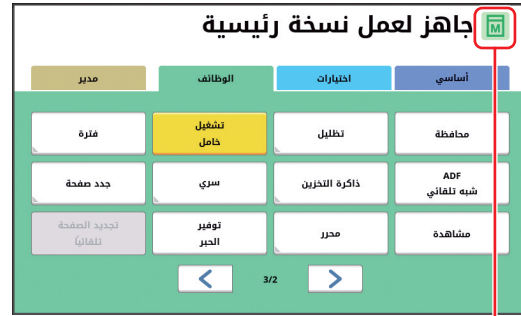 جاهز لعمل نسخة رئيسية
M
أساسي
اختيارات
الوظائف
مدير
محافظة
تظليل
تشغيل
خامل
فترة
ADF
شبه تلقائي
ذاكرة التخزين
سري
جدد صفحة
مشاهدة
محرر
توفير
الحبر
تجديد الصفحة
تلقائيًا
3/2